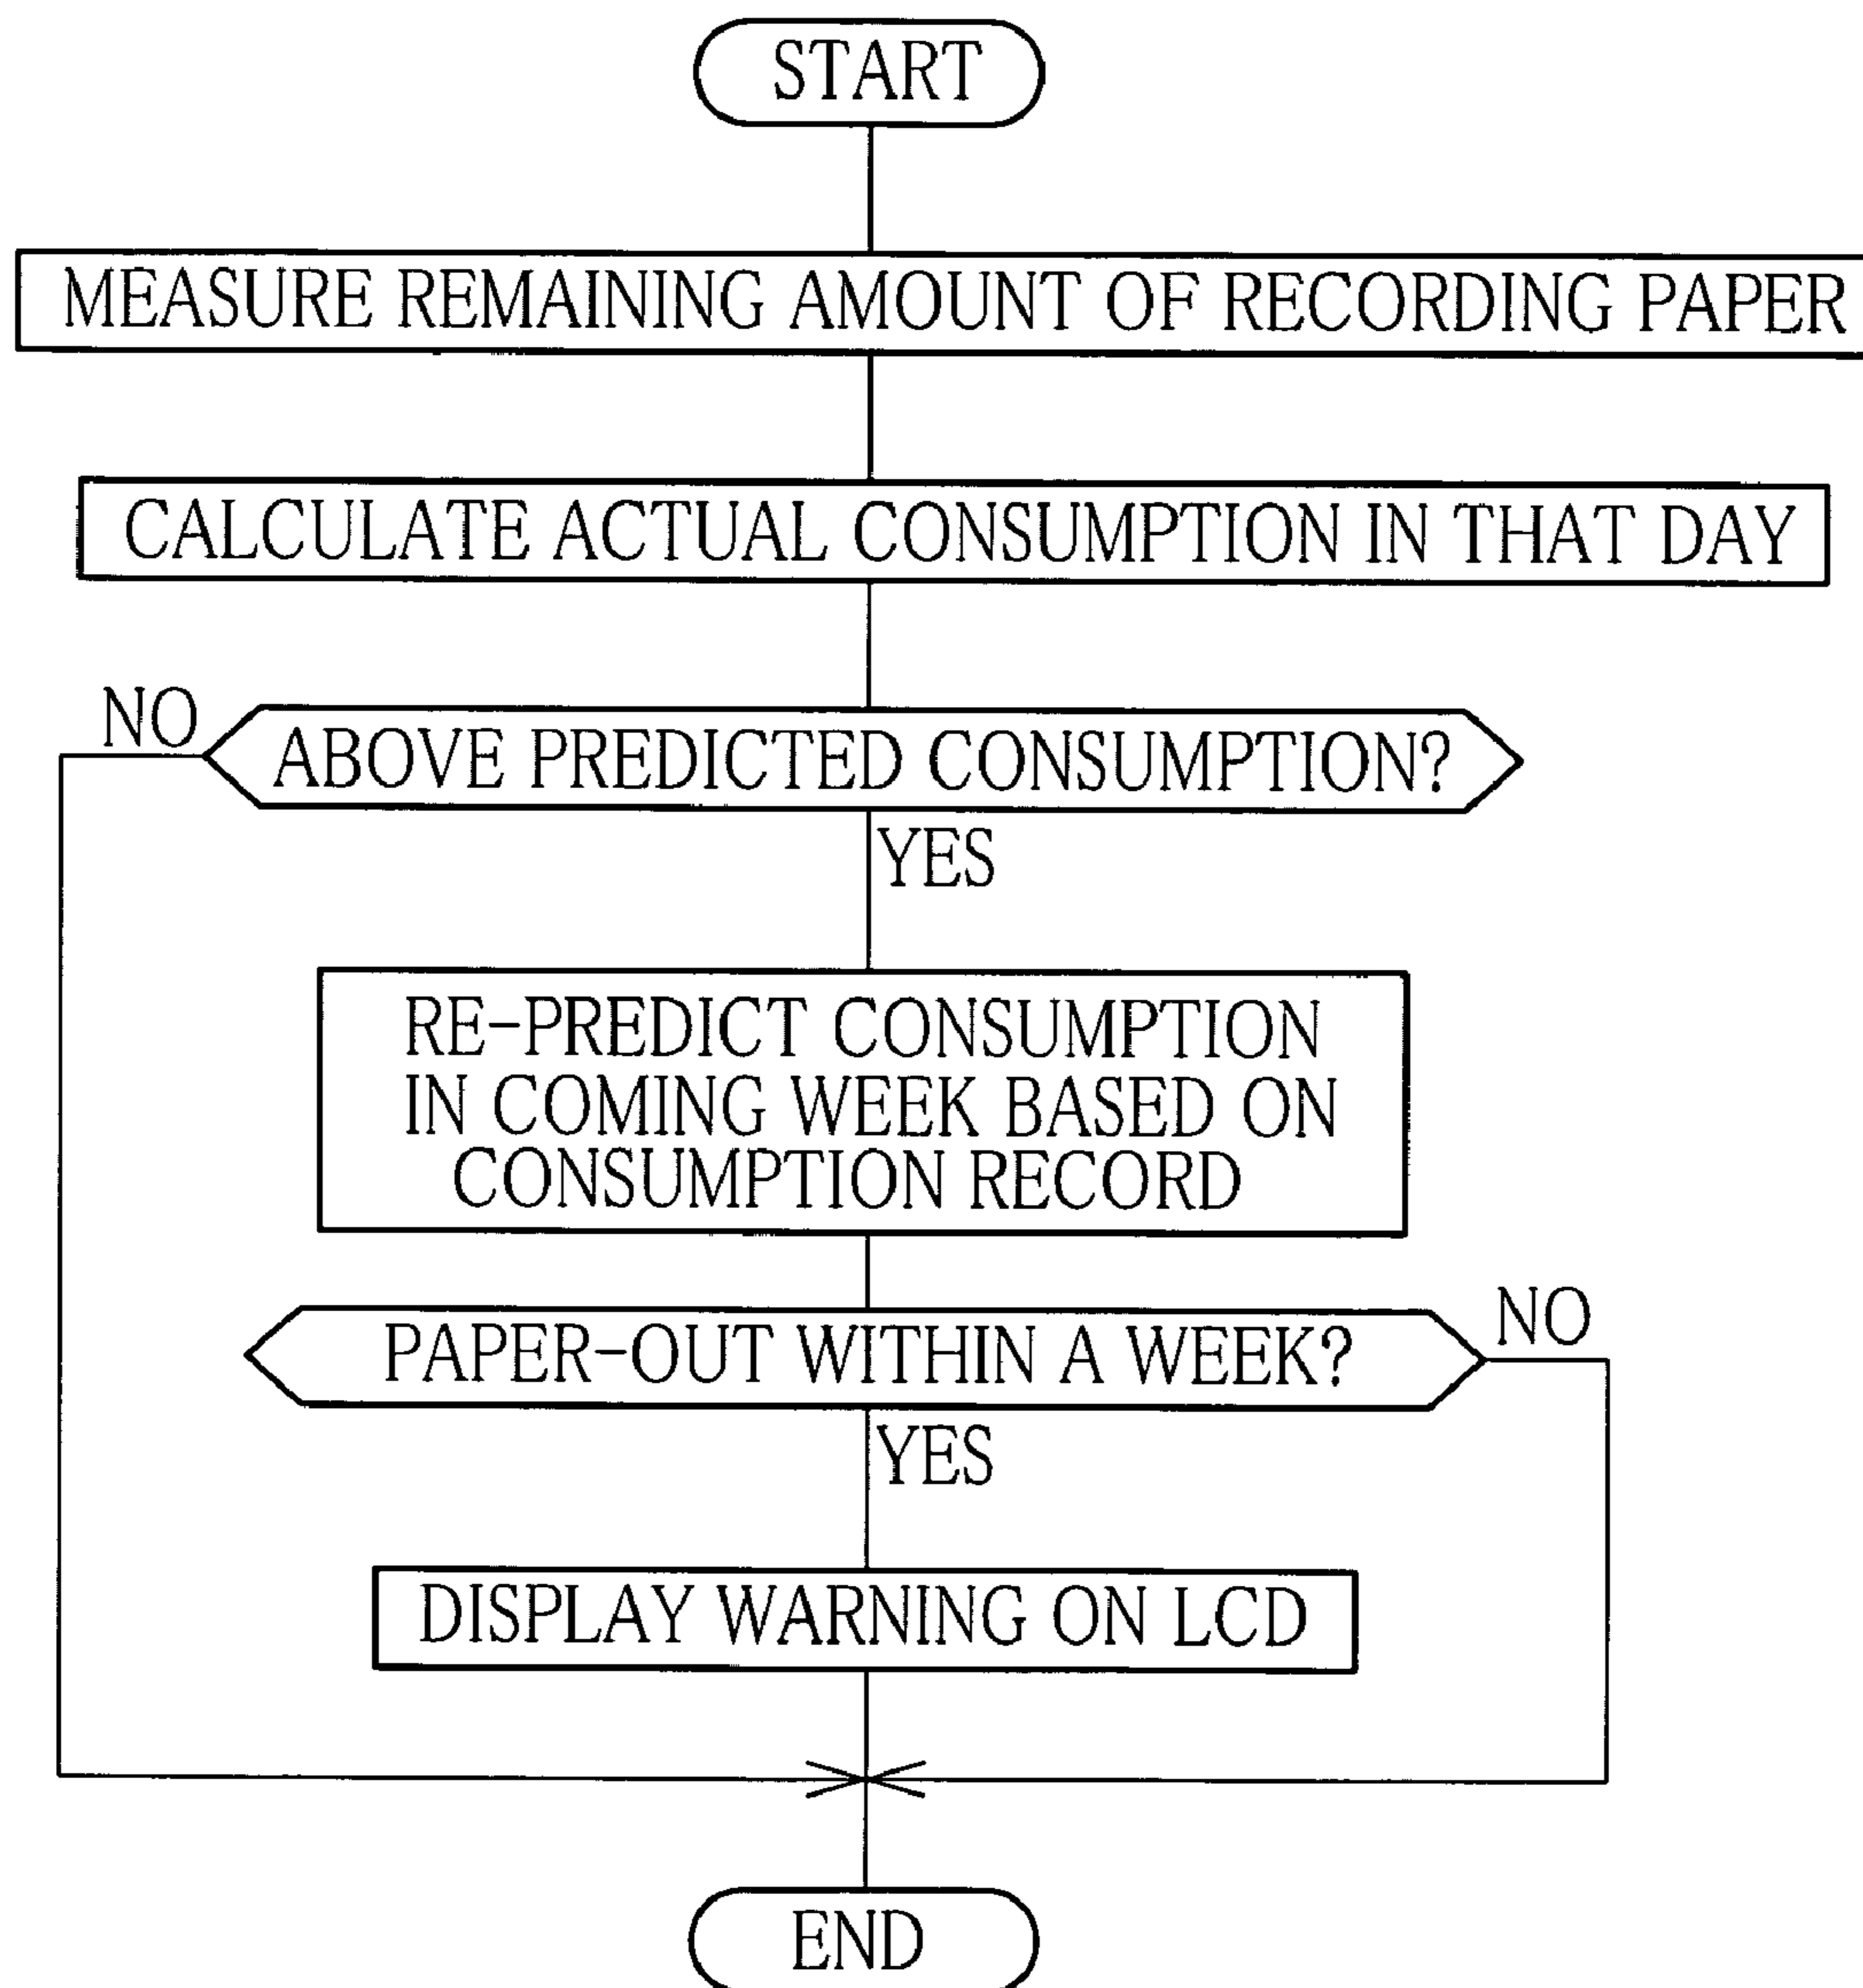 START
MEASURE REMAINING AMOUNT OF RECORDING PAPER
CALCULATE ACTUAL CONSUMPTION IN THAT DAY
NO
ABOVE PREDICTED CONSUMPTION?
YES
RE-PREDICT CONSUMPTION
IN COMING WEEK BASED ON
CONSUMPTION RECORD
NO
PAPER-OUT WITHIN A WEEK?
YES
DISPLAY WARNING ON LCD
END